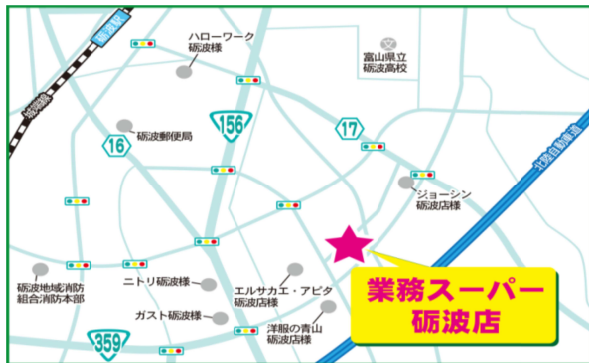 砺波駅
城端線
ハローワーク
砺波様
富山県立
砺波高校
文
156
17
16
砺波郵便局
北陸自動車道
ジョーシン
砺波店様
業務スーパー
砺波店
砺波地域消防
組合消防本部
ニトリ砺波様
エルサカエ・アピタ
砺波店様
ガスト砺波様
洋服の青山
砺波店様
359